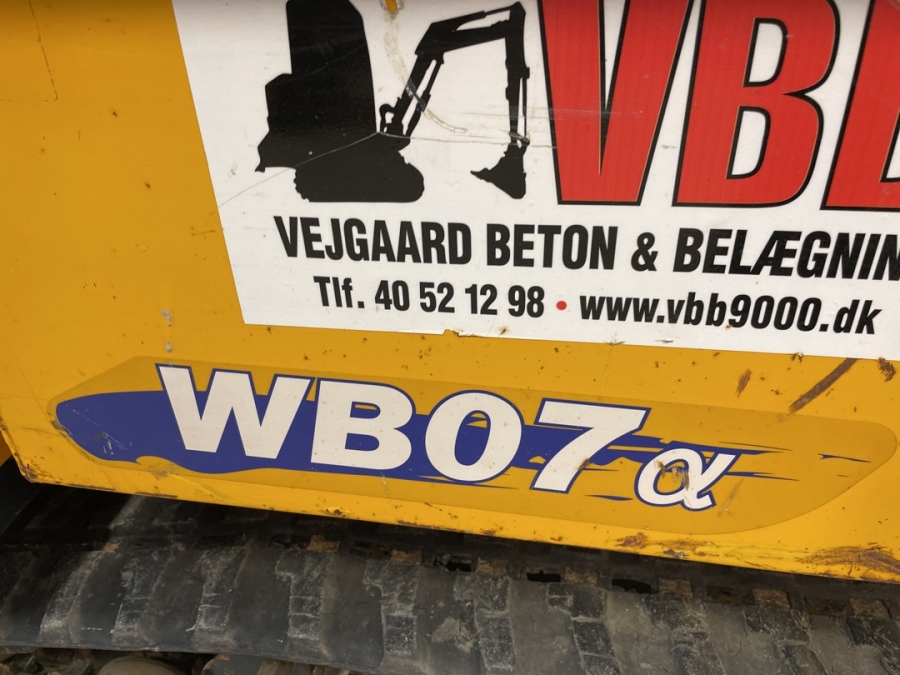 VBB
VEJGAARD BETON & BELÆGNIN
Tlf. 40 52 12 98 • www.vbb9000.dk
WB07α